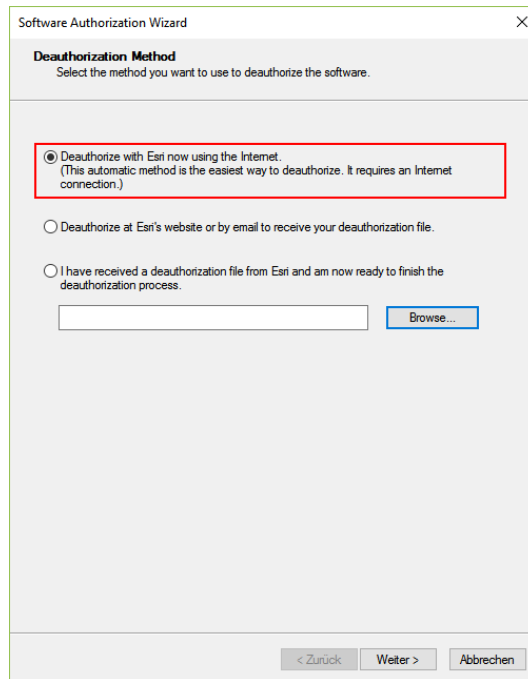 Software Authorization Wizard
Deauthorization Method
Select the method you want to use to deauthorize the software.
Deauthorize with Esri now using the Internet.
(This automatic method is the easiest way to deauthorize. It requires an Internet
connection.)
Deauthorize at Esri's website or by email to receive your deauthorization file.
I have received a deauthorization file from Esri and am now ready to finish the
deauthorization process.
Browse...
< Zurück Weiter > Abbrechen